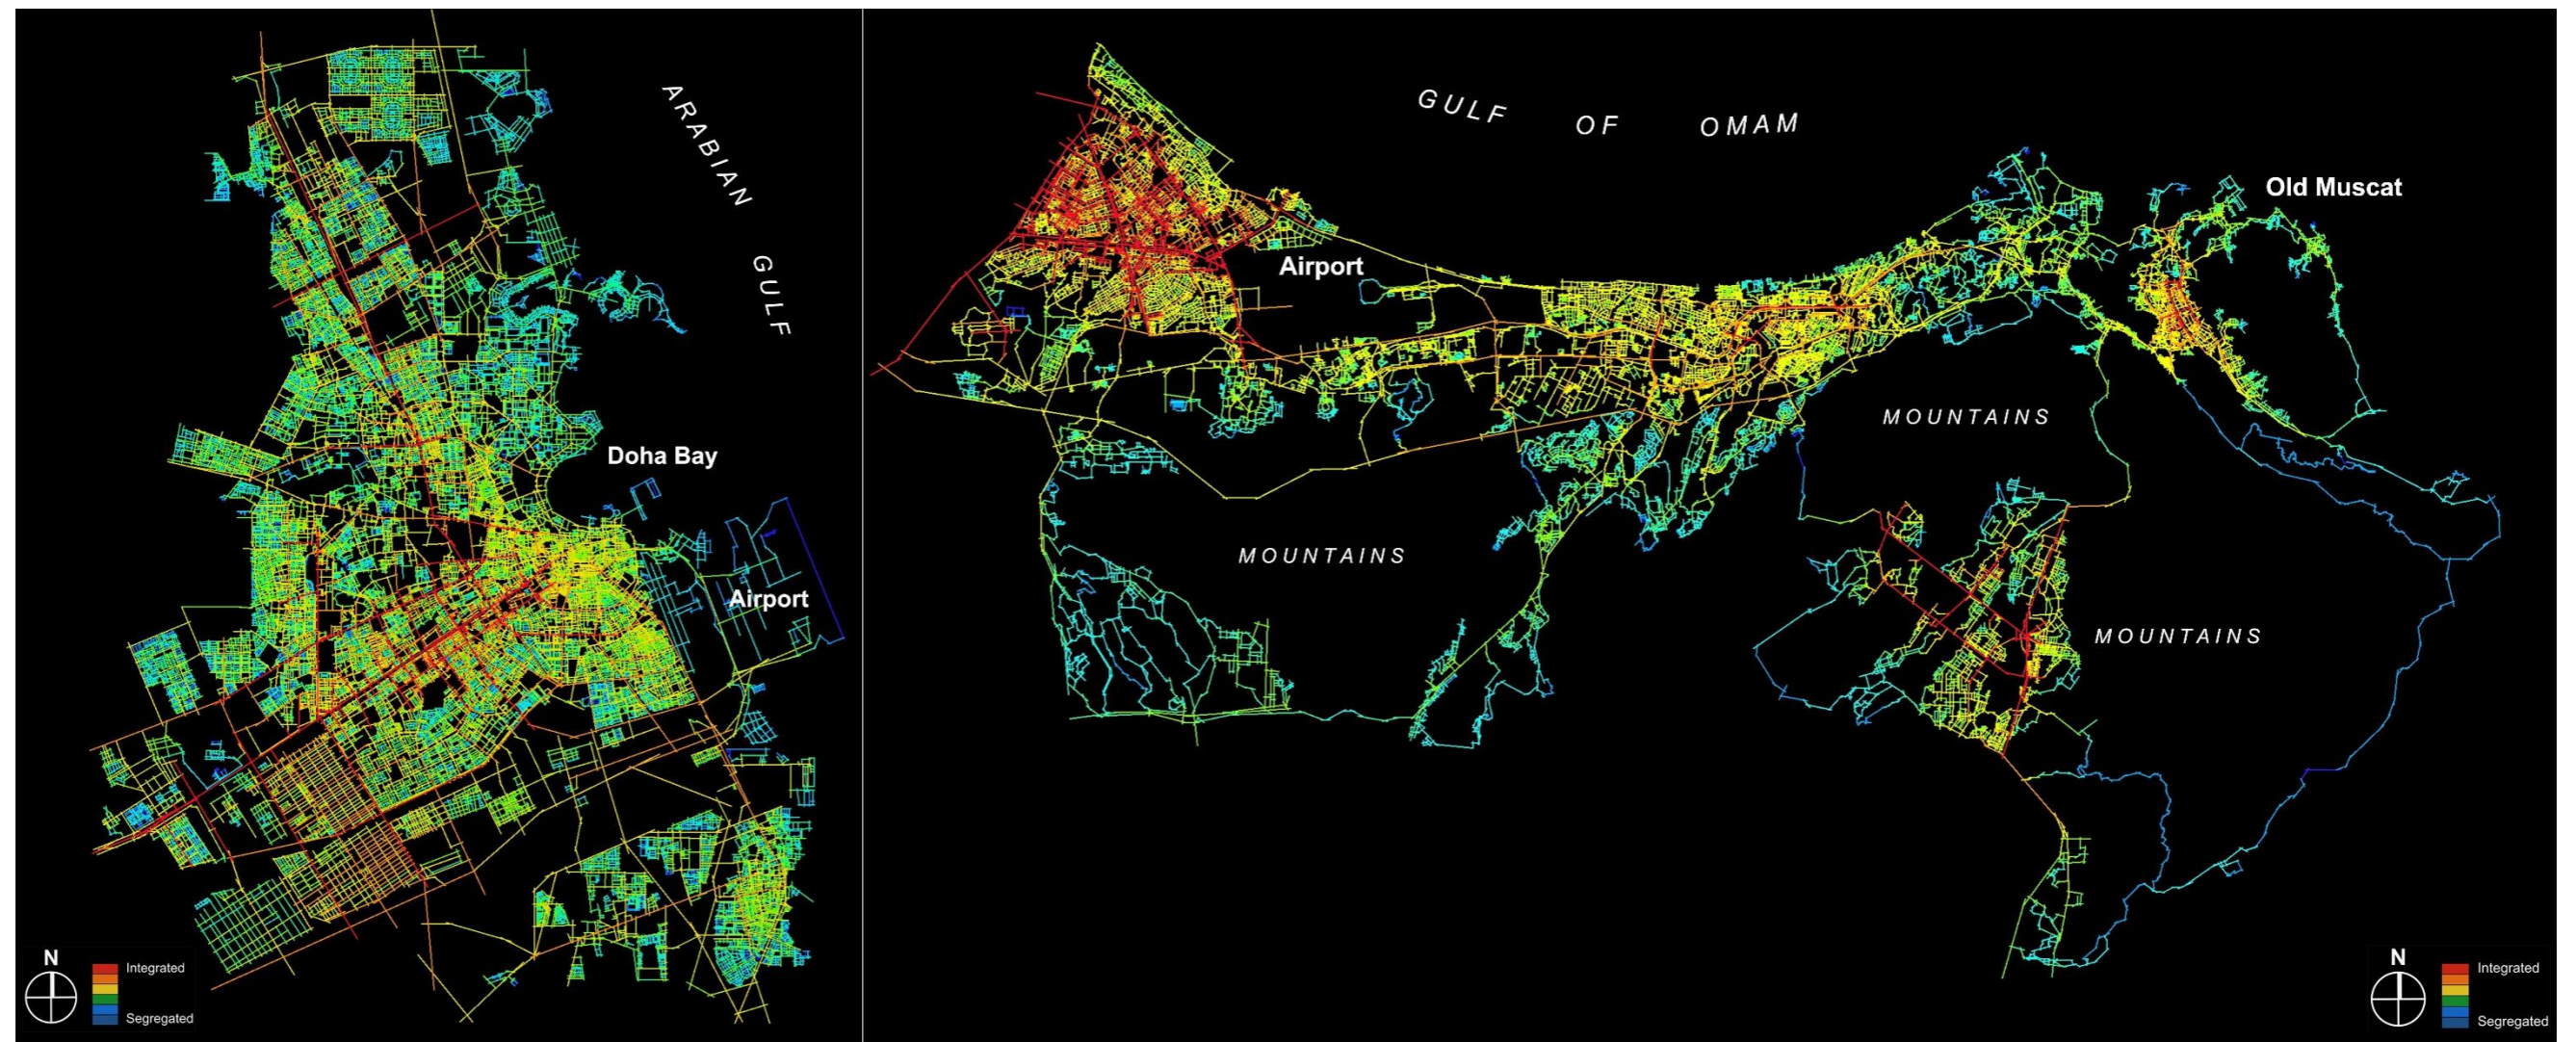 ARABIAN GULF
Doha Bay
Airport
N
Integrated
Segregated
GULF OF OMAM
Old Muscat
Airport
MOUNTAINS
MOUNTAINS
MOUNTAINS
N
Integrated
Segregated